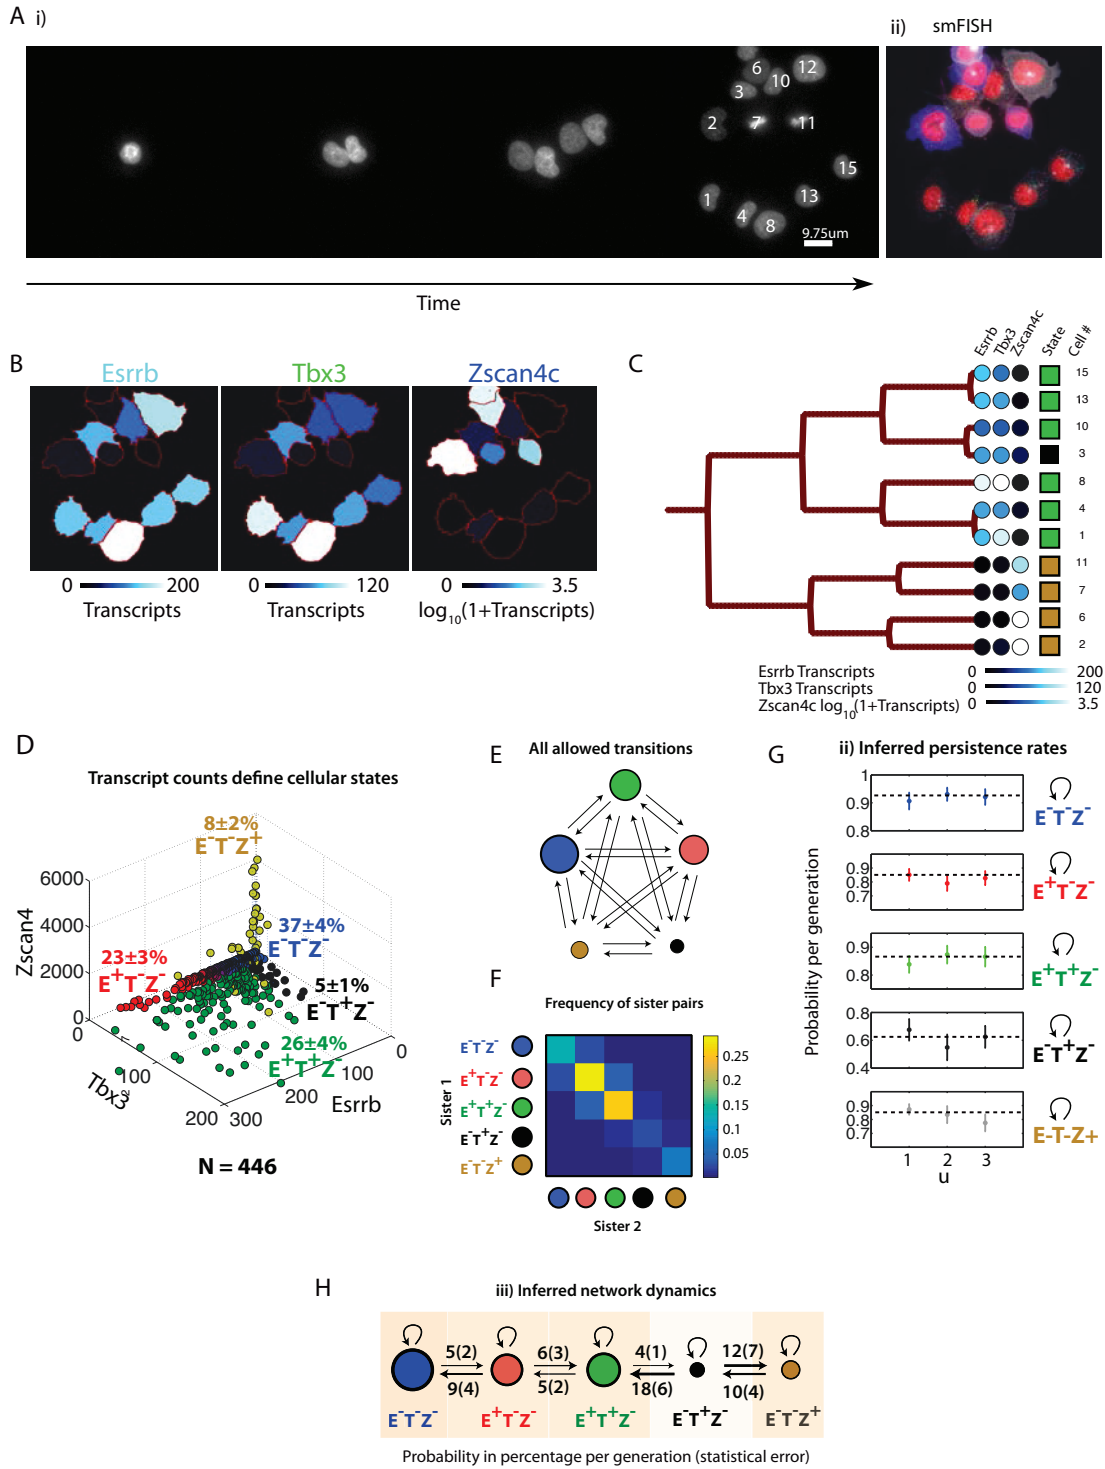 A i)
ii) smFISH
6
12
10
3
2
7
11
15
1
13
4
8
9.75um
Time
B
Esrrb
Tbx3
Zscan4c
0 200
Transcripts
0 120
Transcripts
0 3.5
log10(1+Transcripts)
C
Esrrb
Tbx3
Zscan4c
State
Cell #
15
13
10
3
8
4
1
11
7
6
2
Esrrb Transcripts 0 200
Tbx3 Transcripts 0 120
Zscan4c log10(1+Transcripts) 0 3.5
D
Transcript counts define cellular states
8±2%
E⁻T⁻Z⁺
37±4%
E⁻T⁻Z⁻
23±3%
E⁺T⁻Z⁻
5±1%
E⁻T⁺Z⁻
26±4%
E⁺T⁺Z⁻
Zscan4
6000
4000
2000
0
0
100
200
Tbx3
300
200
100
0
Esrrb
N = 446
E
All allowed transitions
F
Frequency of sister pairs
Sister 1
E⁻T⁻Z⁻
E⁺T⁻Z⁻
E⁺T⁺Z⁻
E⁻T⁺Z⁻
E⁻T⁻Z⁺
0.25
0.2
0.15
0.1
0.05
Sister 2
G
ii) Inferred persistence rates
Probability per generation
1
0.9
0.8
E⁻T⁻Z⁻
0.9
0.8
0.7
E⁺T⁻Z⁻
0.9
0.8
E⁺T⁺Z⁻
0.8
0.6
0.4
E⁻T⁺Z⁻
0.9
0.8
0.7
E-T-Z+
1 2 3
u
H
iii) Inferred network dynamics
5(2) 6(3) 4(1) 12(7)
9(4) 5(2) 18(6) 10(4)
E⁻T⁻Z⁻ E⁺T⁻Z⁻ E⁺T⁺Z⁻ E⁻T⁺Z⁻ E⁻T⁻Z⁺
Probability in percentage per generation (statistical error)